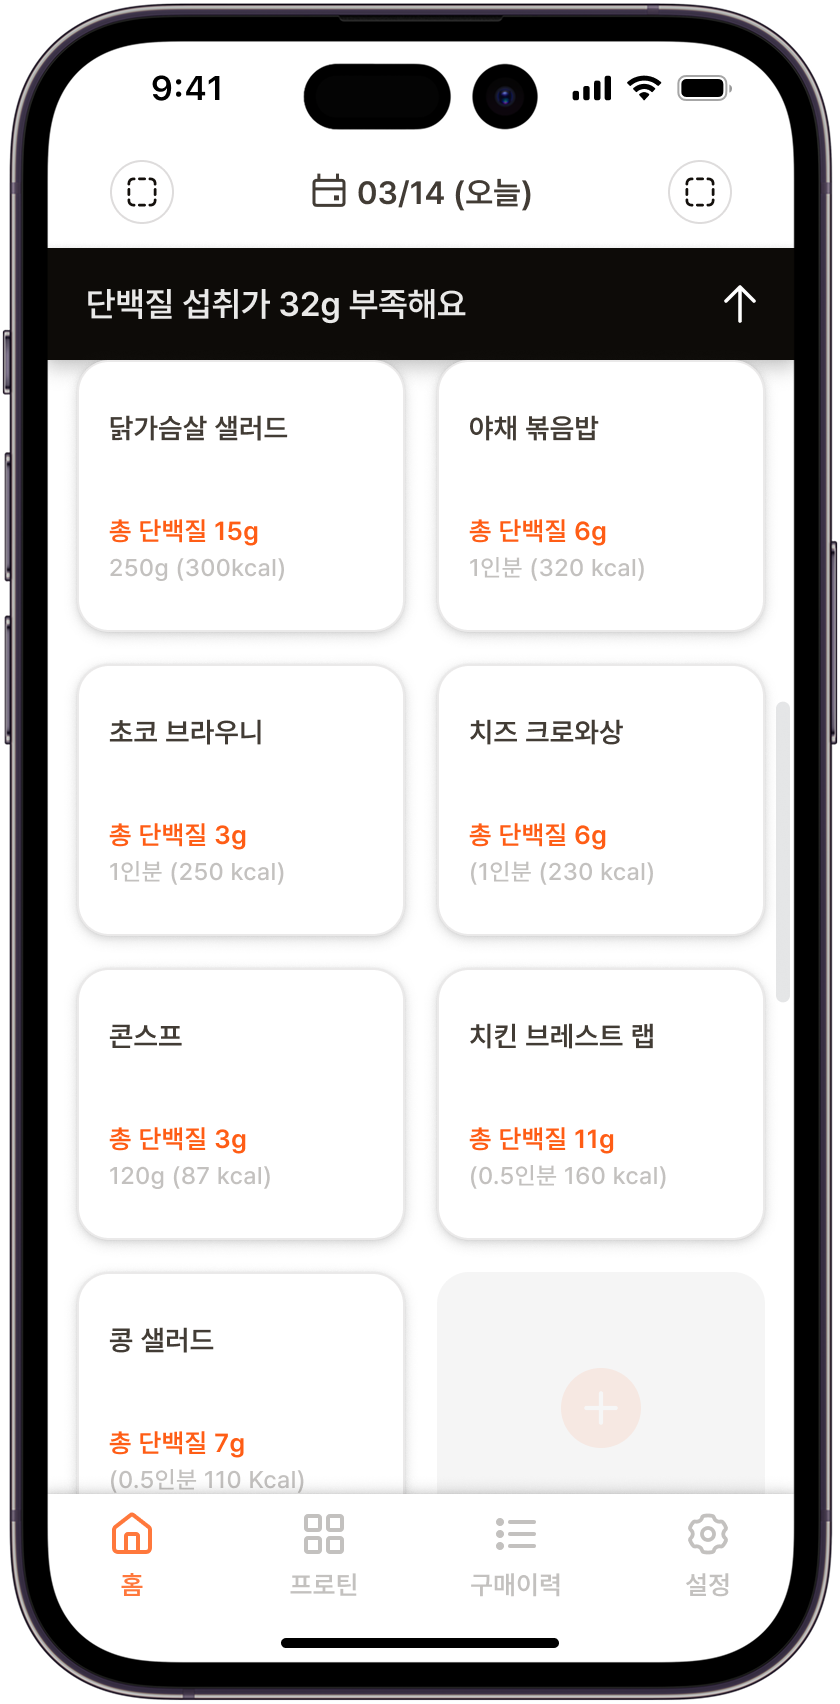 9:41
03/14 (오늘)
단백질 섭취가 32g 부족해요
닭가슴살 샐러드
총 단백질 15g
250g (300kcal)
야채 볶음밥
총 단백질 6g
1인분 (320 kcal)
초코 브라우니
총 단백질 3g
1인분 (250 kcal)
치즈 크로와상
총 단백질 6g
(1인분 (230 kcal)
콘스프
총 단백질 3g
120g (87 kcal)
치킨 브레스트 랩
총 단백질 11g
(0.5인분 160 kcal)
콩 샐러드
총 단백질 7g
(0.5인분 110 Kcal)
홈
프로틴
구매이력
설정